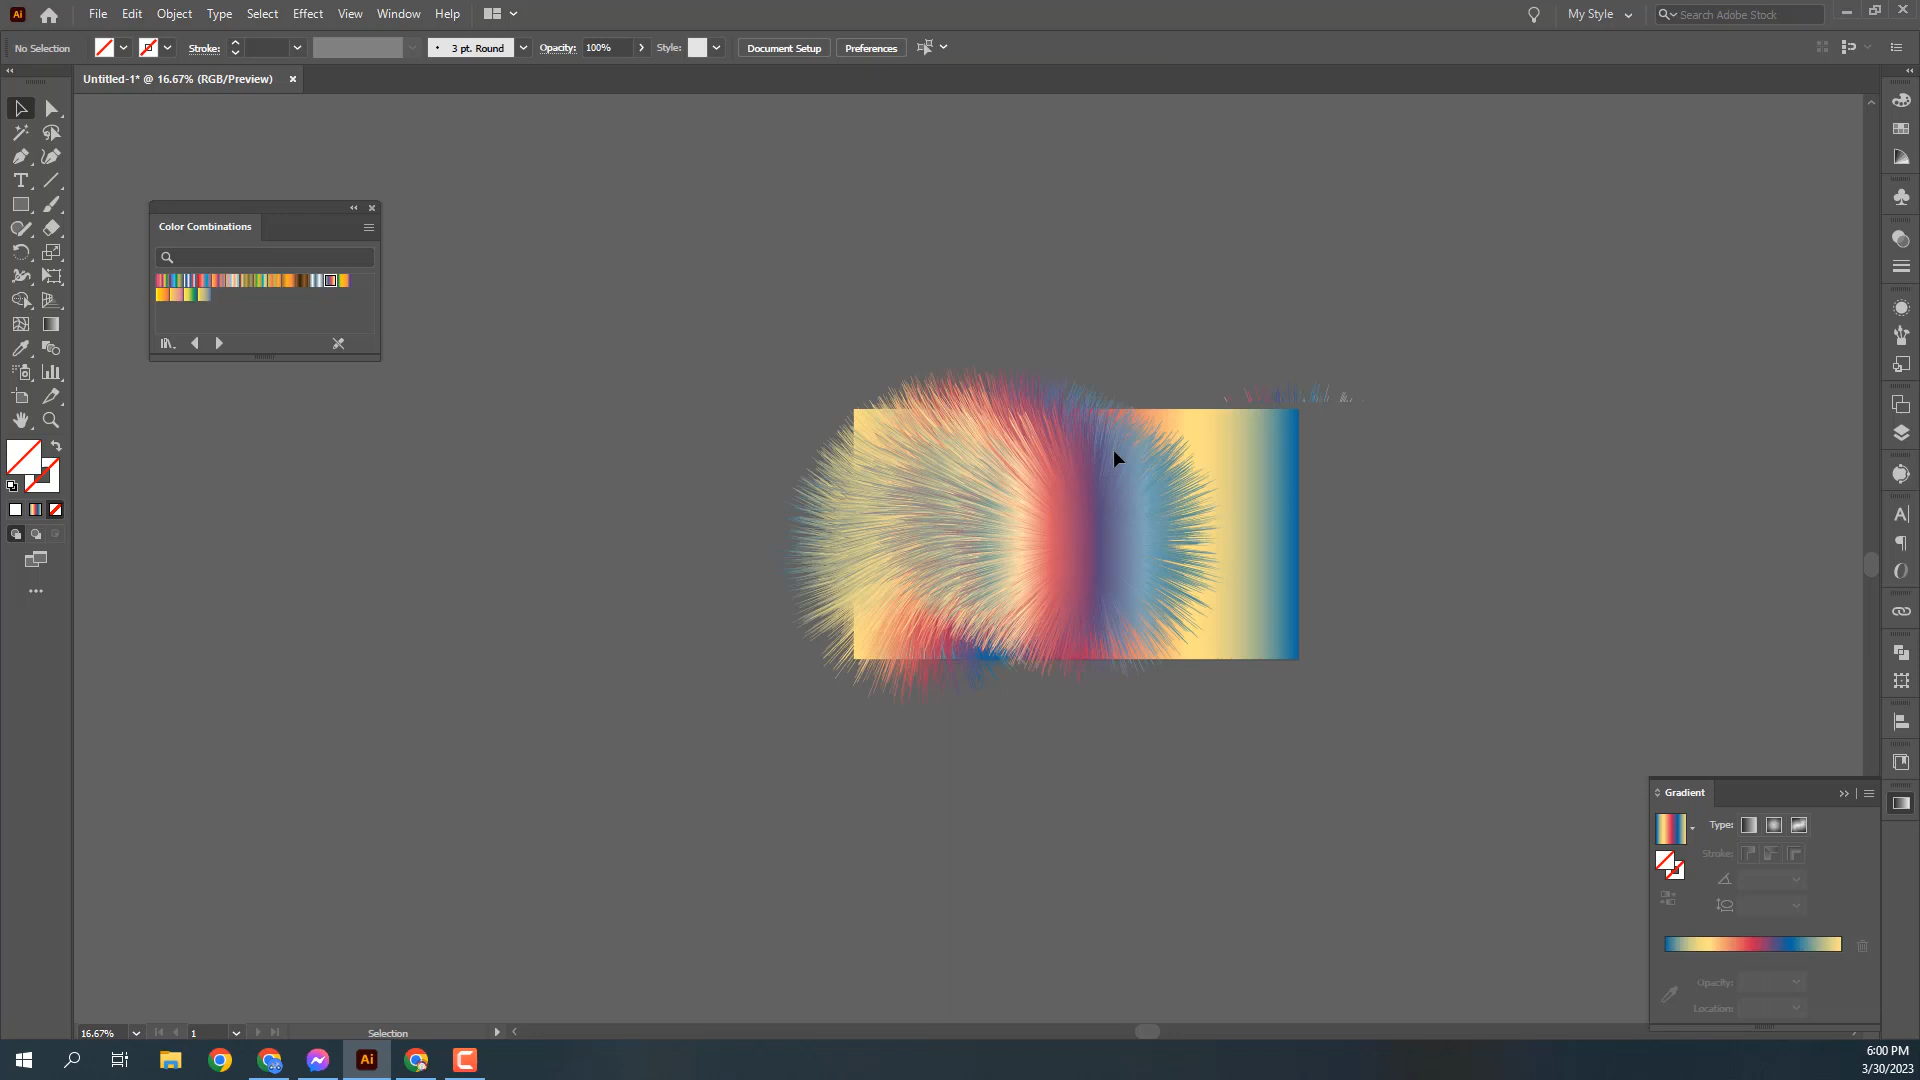 Ai File Edit Object Type Select Effect View Window Help My Style Search Adobe Stock
No Selection Stroke: 3 pt. Round Opacity: 100% Style: Document Setup Preferences
Untitled-1* @ 16.67% (RGB/Preview)
Color Combinations
Gradient
Type:
Stroke:
Opacity:
Location:
16.67% 1 Selection
Ai 6:00 PM
3/30/2023